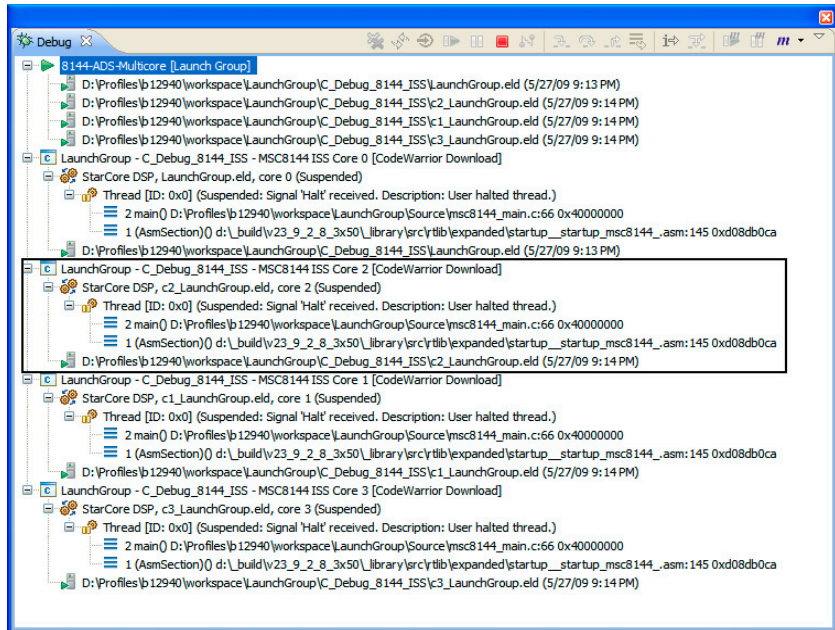 Debug
8144-ADS-Multicore [Launch Group]
D:\Profiles\b12940\workspace\LaunchGroup\C_Debug_8144_ISS\LaunchGroup.eld (5/27/09 9:13 PM)
D:\Profiles\b12940\workspace\LaunchGroup\C_Debug_8144_ISS\c2_LaunchGroup.eld (5/27/09 9:14 PM)
D:\Profiles\b12940\workspace\LaunchGroup\C_Debug_8144_ISS\c1_LaunchGroup.eld (5/27/09 9:14 PM)
D:\Profiles\b12940\workspace\LaunchGroup\C_Debug_8144_ISS\c3_LaunchGroup.eld (5/27/09 9:14 PM)
LaunchGroup - C_Debug_8144_ISS - MSC8144 ISS Core 0 [CodeWarrior Download]
StarCore DSP, LaunchGroup.eld, core 0 (Suspended)
Thread [ID: 0x0] (Suspended: Signal 'Halt' received. Description: User halted thread.)
2 main() D:\Profiles\b12940\workspace\LaunchGroup\Source\msc8144_main.c:66 0x40000000
1 (AsmSection)() d:\_build\v23_9_2_8_3x50\_library\src\rtlib\expanded\startup__startup_msc8144_.asm:145 0xd08db0ca
D:\Profiles\b12940\workspace\LaunchGroup\C_Debug_8144_ISS\LaunchGroup.eld (5/27/09 9:13 PM)
LaunchGroup - C_Debug_8144_ISS - MSC8144 ISS Core 2 [CodeWarrior Download]
StarCore DSP, c2_LaunchGroup.eld, core 2 (Suspended)
Thread [ID: 0x0] (Suspended: Signal 'Halt' received. Description: User halted thread.)
2 main() D:\Profiles\b12940\workspace\LaunchGroup\Source\msc8144_main.c:66 0x40000000
1 (AsmSection)() d:\_build\v23_9_2_8_3x50\_library\src\rtlib\expanded\startup__startup_msc8144_.asm:145 0xd08db0ca
D:\Profiles\b12940\workspace\LaunchGroup\C_Debug_8144_ISS\c2_LaunchGroup.eld (5/27/09 9:14 PM)
LaunchGroup - C_Debug_8144_ISS - MSC8144 ISS Core 1 [CodeWarrior Download]
StarCore DSP, c1_LaunchGroup.eld, core 1 (Suspended)
Thread [ID: 0x0] (Suspended: Signal 'Halt' received. Description: User halted thread.)
2 main() D:\Profiles\b12940\workspace\LaunchGroup\Source\msc8144_main.c:66 0x40000000
1 (AsmSection)() d:\_build\v23_9_2_8_3x50\_library\src\rtlib\expanded\startup__startup_msc8144_.asm:145 0xd08db0ca
D:\Profiles\b12940\workspace\LaunchGroup\C_Debug_8144_ISS\c1_LaunchGroup.eld (5/27/09 9:14 PM)
LaunchGroup - C_Debug_8144_ISS - MSC8144 ISS Core 3 [CodeWarrior Download]
StarCore DSP, c3_LaunchGroup.eld, core 3 (Suspended)
Thread [ID: 0x0] (Suspended: Signal 'Halt' received. Description: User halted thread.)
2 main() D:\Profiles\b12940\workspace\LaunchGroup\Source\msc8144_main.c:66 0x40000000
1 (AsmSection)() d:\_build\v23_9_2_8_3x50\_library\src\rtlib\expanded\startup__startup_msc8144_.asm:145 0xd08db0ca
D:\Profiles\b12940\workspace\LaunchGroup\C_Debug_8144_ISS\c3_LaunchGroup.eld (5/27/09 9:14 PM)